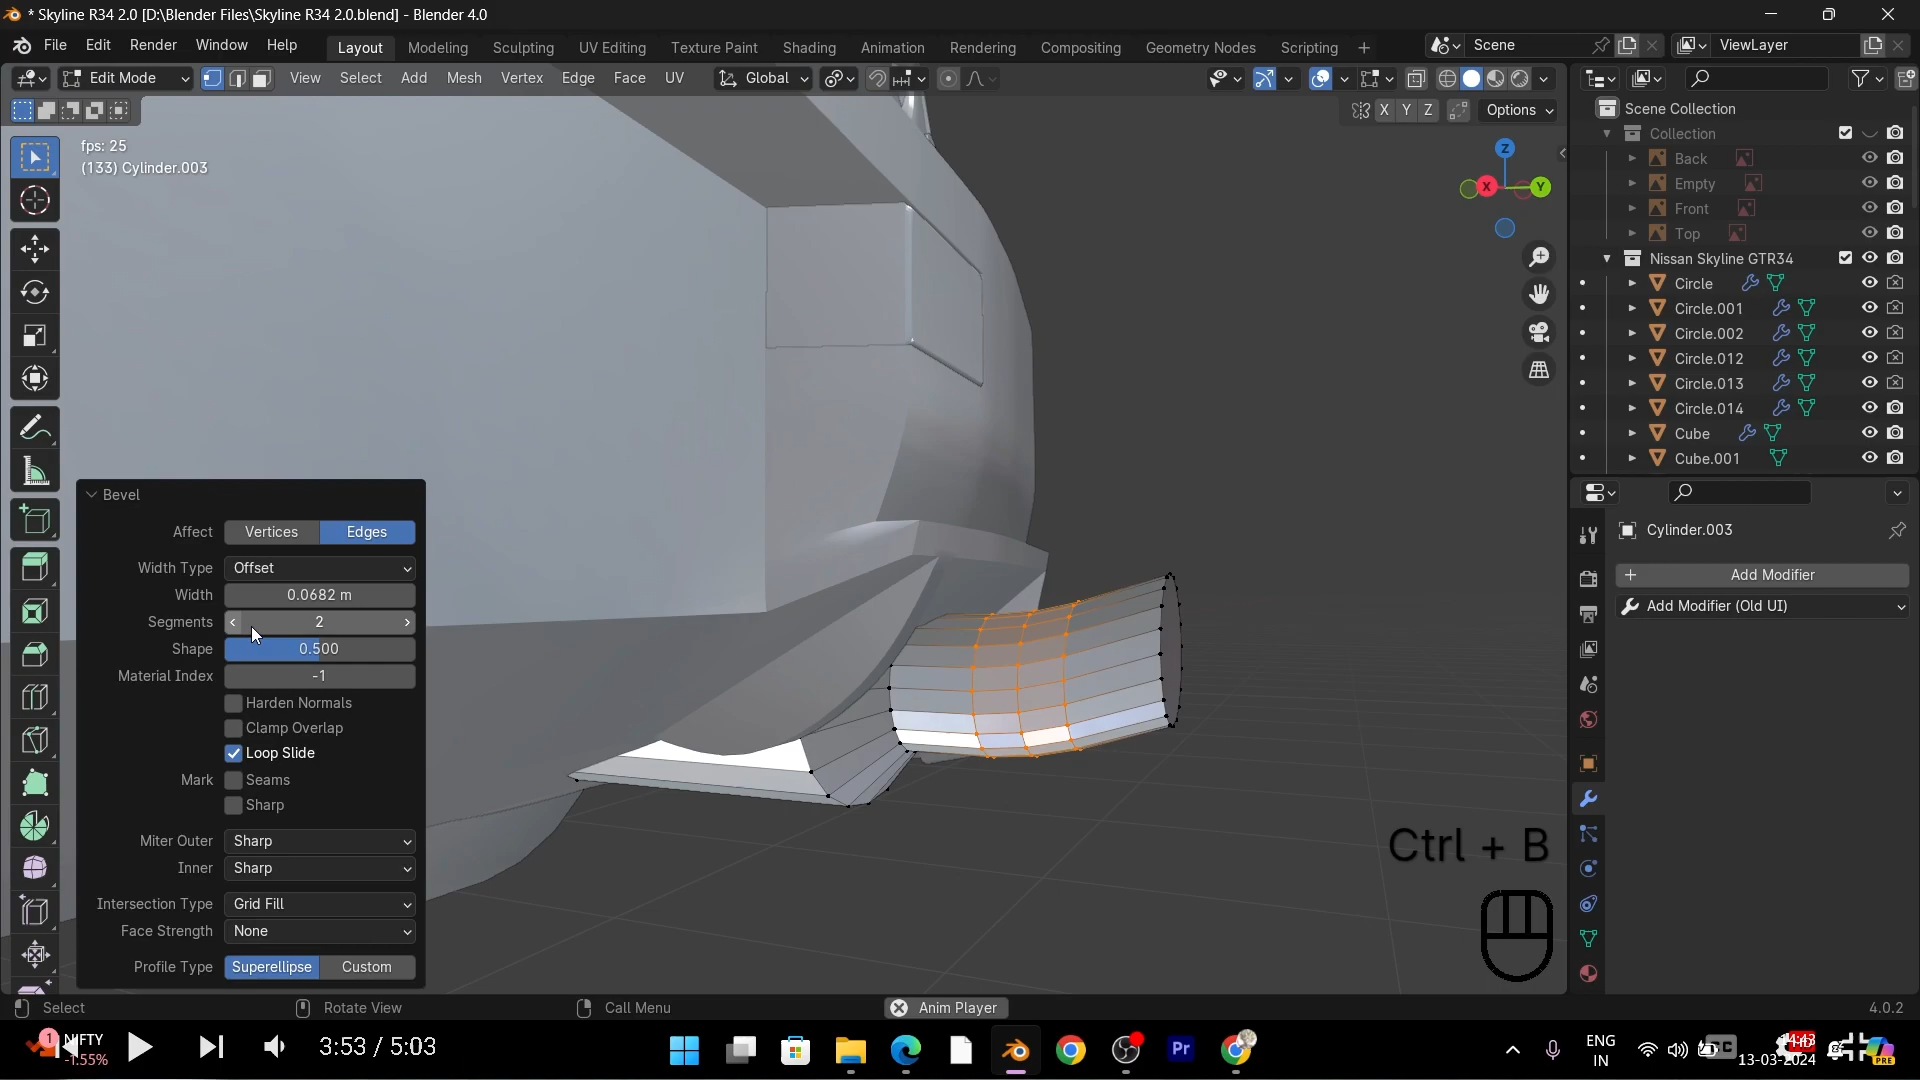 * Skyline R34 2.0 [D:\Blender Files\Skyline R34 2.0.blend] - Blender 4.0
File Edit Render Window Help Layout Modeling Sculpting UV Editing Texture Paint Shading Animation Rendering Compositing Geometry Nodes Scripting + Scene ViewLayer
Edit Mode View Select Add Mesh Vertex Edge Face UV Global
X Y Z Options
fps: 25
(133) Cylinder.003
Z
X Y
Scene Collection
Collection
Back
Empty
Front
Top
Nissan Skyline GTR34
Circle
Circle.001
Circle.002
Circle.012
Circle.013
Circle.014
Cube
Cube.001
Cylinder.003
+ Add Modifier
Add Modifier (Old UI)
Bevel
Affect Vertices Edges
Width Type Offset
Width 0.0682 m
Segments 2
Shape 0.500
Material Index -1
Harden Normals
Clamp Overlap
Loop Slide
Mark Seams
Sharp
Miter Outer Sharp
Inner Sharp
Intersection Type Grid Fill
Face Strength None
Profile Type Superellipse Custom
Ctrl + B
Select Rotate View Call Menu Anim Player 4.0.2
1 NIFTY
-1.55%
3:53 / 5:03
Pr
ENG
IN
13-03-2024
PRE